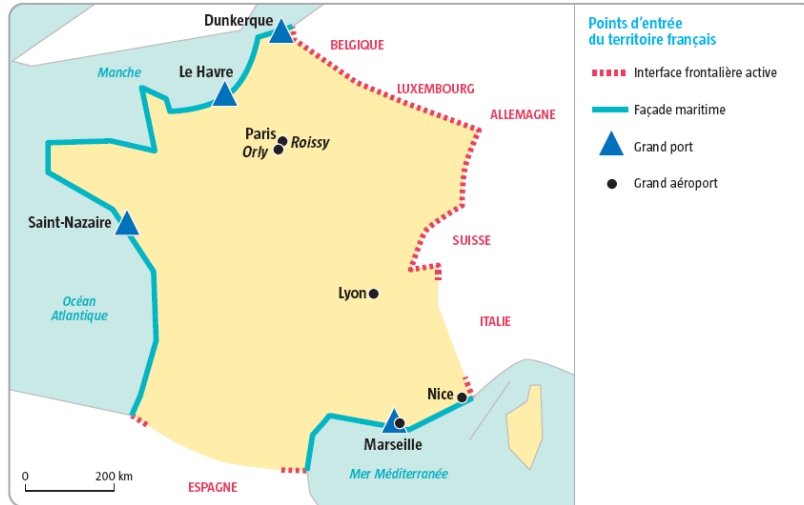 Dunkerque
BELGIQUE
Manche
Le Havre
LUXEMBOURG
ALLEMAGNE
Paris
Roissy
Orly
Saint-Nazaire
SUISSE
Océan
Atlantique
Lyon
ITALIE
Nice
Marseille
Mer Méditerranée
ESPAGNE
0 200 km
Points d'entrée
du territoire français
Interface frontalière active
Façade maritime
Grand port
Grand aéroport